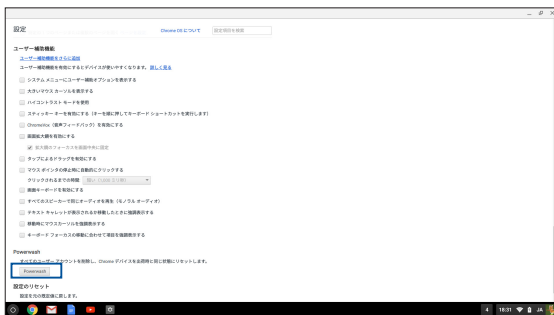 設定
Chrome OS について
設定項目を検索
ユーザー補助機能
ユーザー補助機能をさらに追加
ユーザー補助機能を有効にするとデバイスが使いやすくなります。 詳しく見る
システム メニューにユーザー補助オプションを表示する
大きいマウス カーソルを表示する
ハイコントラスト モードを使用
スティッキー キーを有効にする（キーを順に押してキーボード ショートカットを実行します）
ChromeVox（音声フィードバック）を有効にする
画面拡大鏡を有効にする
拡大鏡のフォーカスを画面中央に設定
タップによるドラッグを有効にする
マウス ポインタの停止時に自動的にクリックする
クリックされるまでの時間:
画面キーボードを有効にする
すべてのスピーカーで同じオーディオを再生（モノラル オーディオ）
テキスト キャレットが表示されるか移動したときに強調表示する
移動時にマウスカーソルを強調表示する
キーボード フォーカスの移動に合わせて項目を強調表示する
Powerwash
すべてのユーザー アカウントを削除し、Chrome デバイスを出荷時と同じ状態にリセットします。
Powerwash
設定のリセット
設定を元の既定値に戻します。
4 18:31 JA